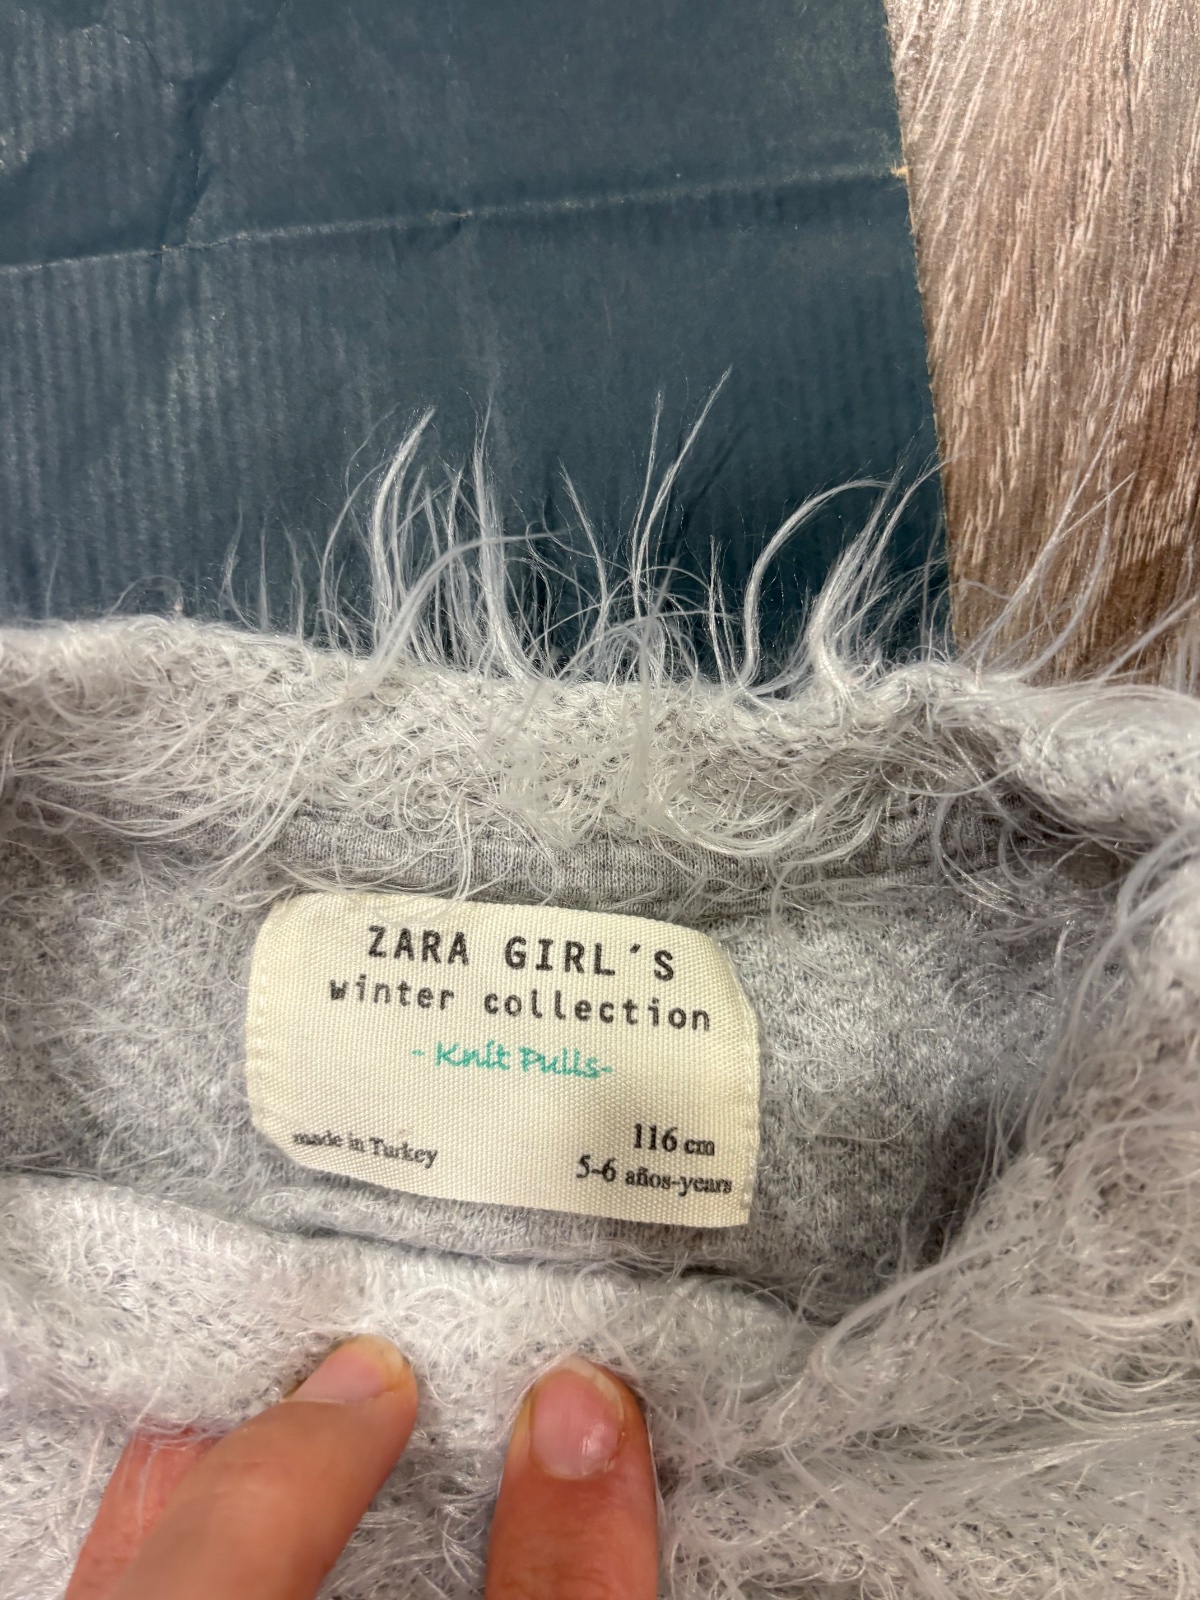 ZARA GIRL´S
winter collection
- Knit Pulls-
made in Turkey
116 cm
5-6 años-years